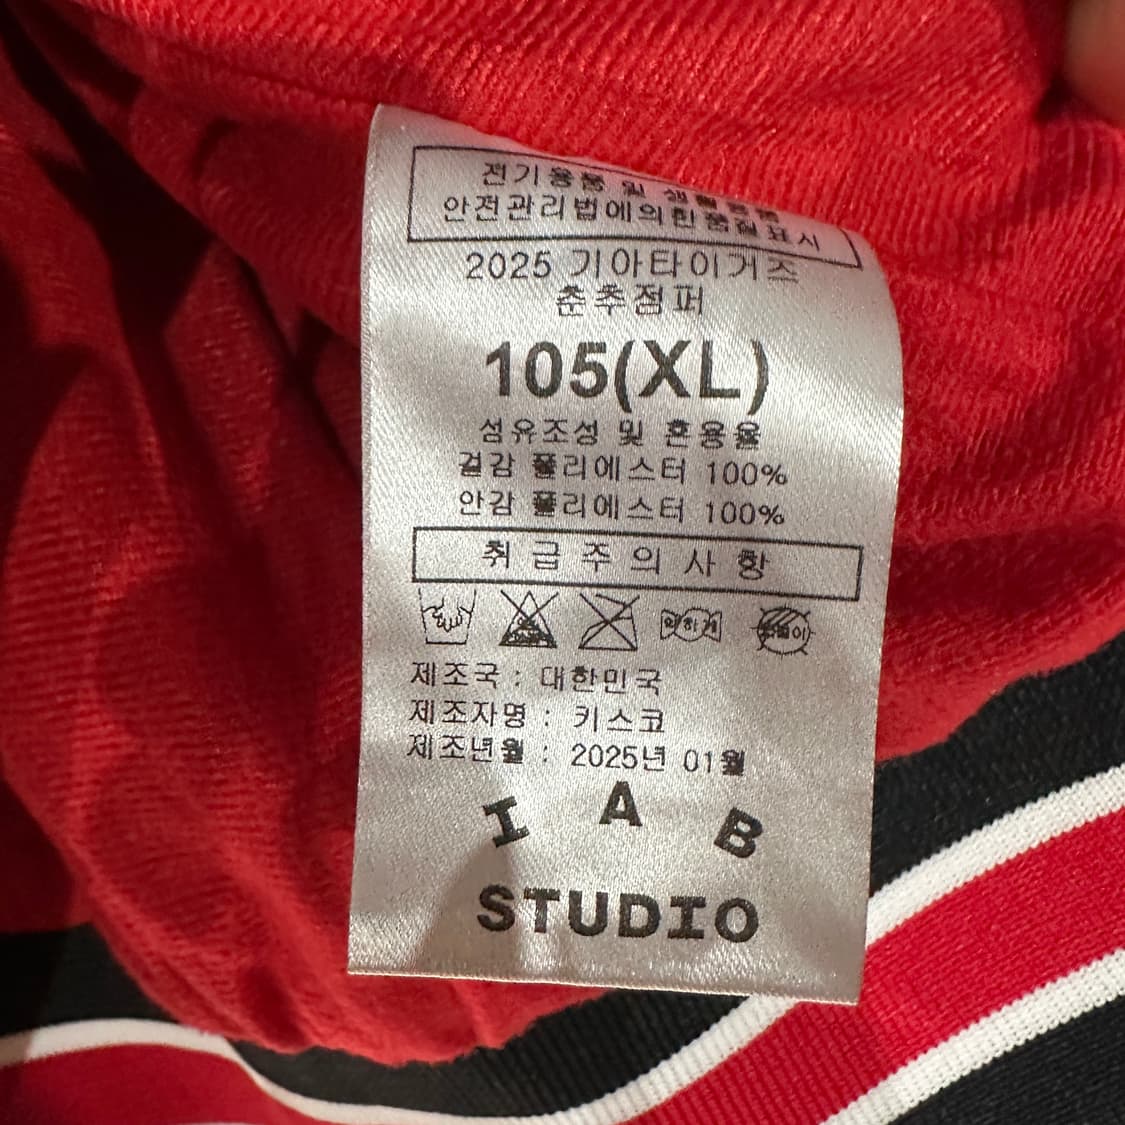 전기용품 및 생활용품
안전관리법에의한품질표시
2025 기아타이거즈
춘추점퍼
105(XL)
섬유조성 및 혼용율
겉감 폴리에스터 100%
안감 폴리에스터 100%
취급주의사항
약하게
제조국 : 대한민국
제조자명 : 키스코
제조년월 : 2025년 01월
I A B
STUDIO